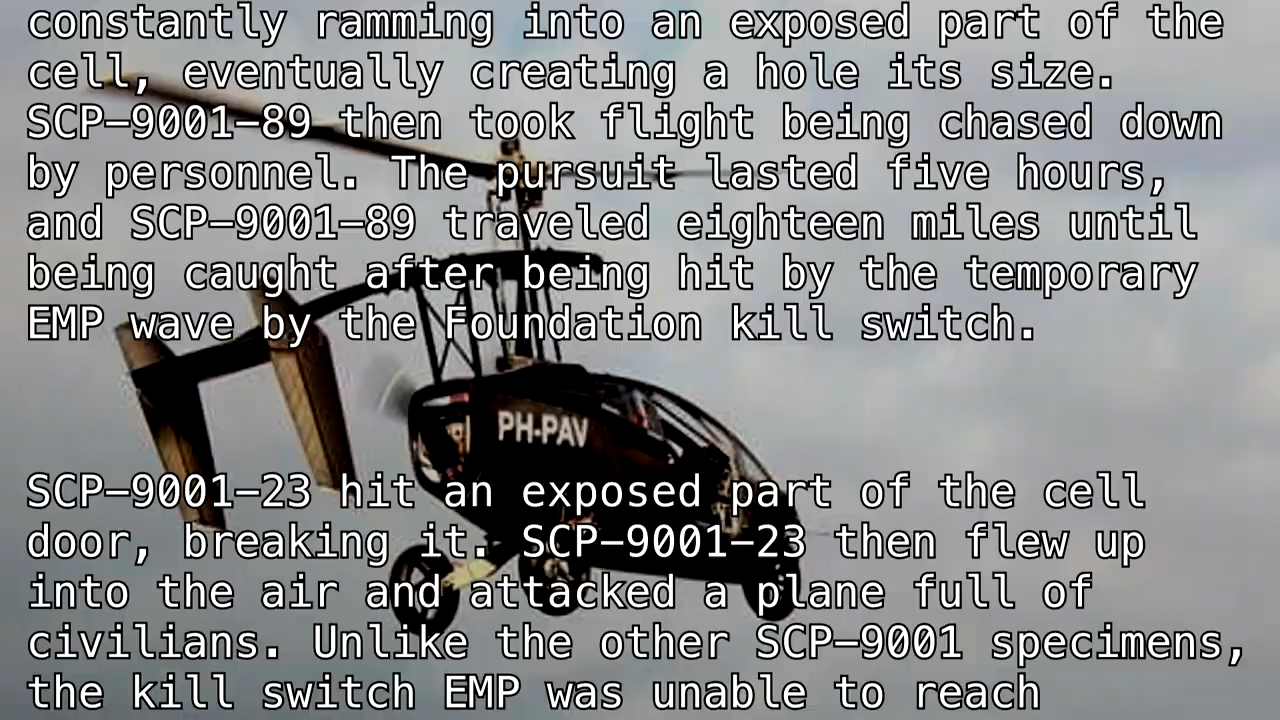 constantly ramming into an exposed part of the
cell, eventually creating a hole its size.
SCP-9001-89 then took flight being chased down
by personnel. The pursuit lasted five hours,
and SCP-9001-89 traveled eighteen miles until
being caught after being hit by the temporary
EMP wave by the Foundation kill switch.
PH-PAV
SCP-9001-23 hit an exposed part of the cell
door, breaking it. SCP-9001-23 then flew up
into the air and attacked a plane full of
civilians. Unlike the other SCP-9001 specimens,
the kill switch EMP was unable to reach